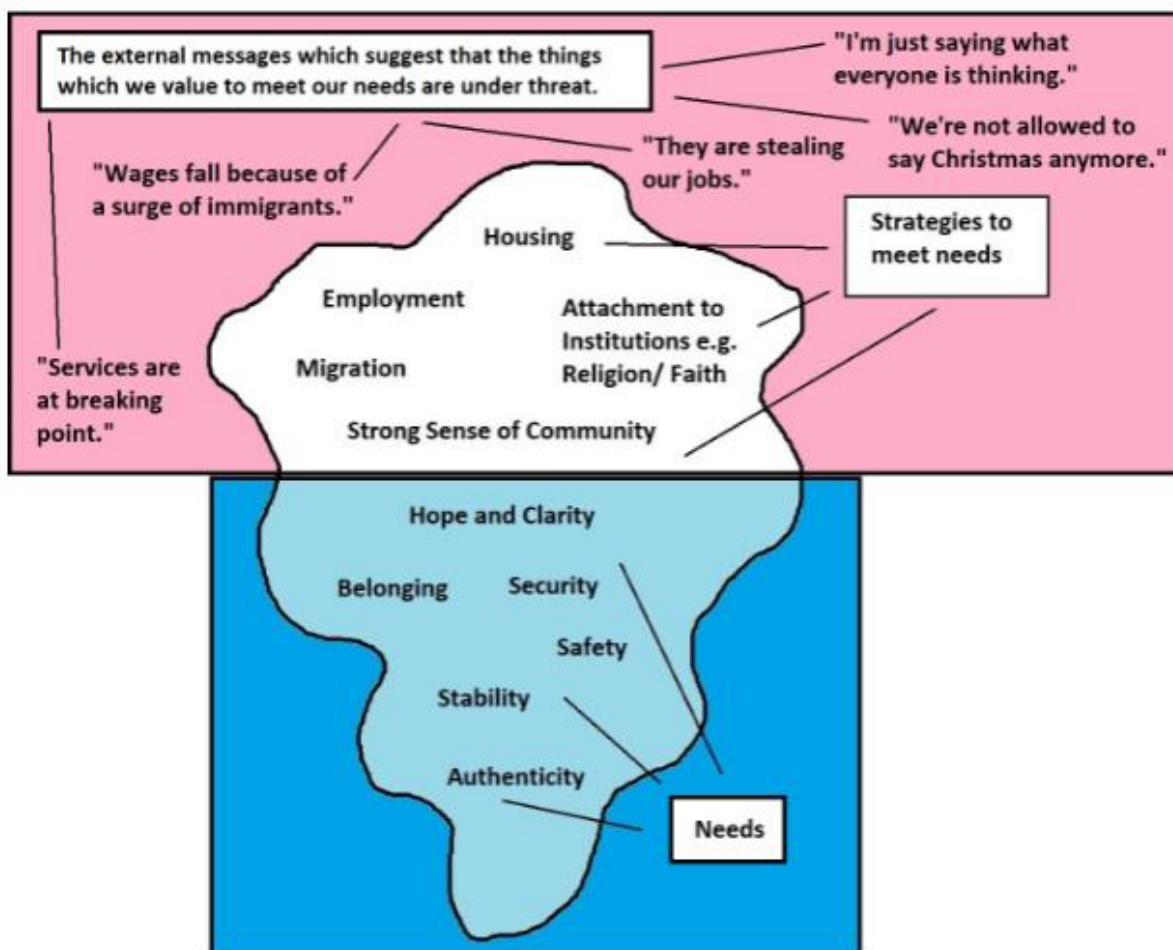 The external messages which suggest that the things
which we value to meet our needs are under threat.
"I'm just saying what
everyone is thinking."
"We're not allowed to
say Christmas anymore."
"They are stealing
our jobs."
"Wages fall because of
a surge of immigrants."
Strategies to
meet needs
Housing
Employment
Attachment to
Institutions e.g.
Religion/ Faith
Migration
"Services are
at breaking
point."
Strong Sense of Community
Hope and Clarity
Belonging
Security
Safety
Stability
Authenticity
Needs